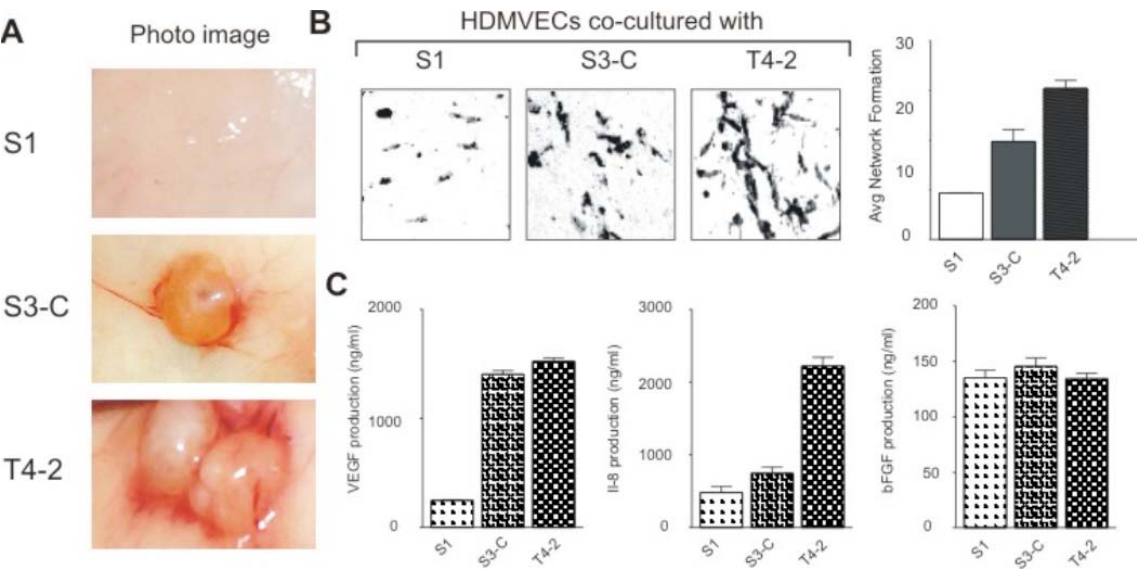 A
Photo image
S1
S3-C
T4-2
B
HDMVECs co-cultured with
S1
S3-C
T4-2
Avg Network Formation
30
20
10
0
S1
S3-C
T4-2
C
VEGF production (ng/ml)
2000
1000
0
S1
S3-C
T4-2
Il-8 production (ng/ml)
3000
2000
1000
0
S1
S3-C
T4-2
bFGF production (ng/ml)
200
150
100
50
0
S1
S3-C
T4-2